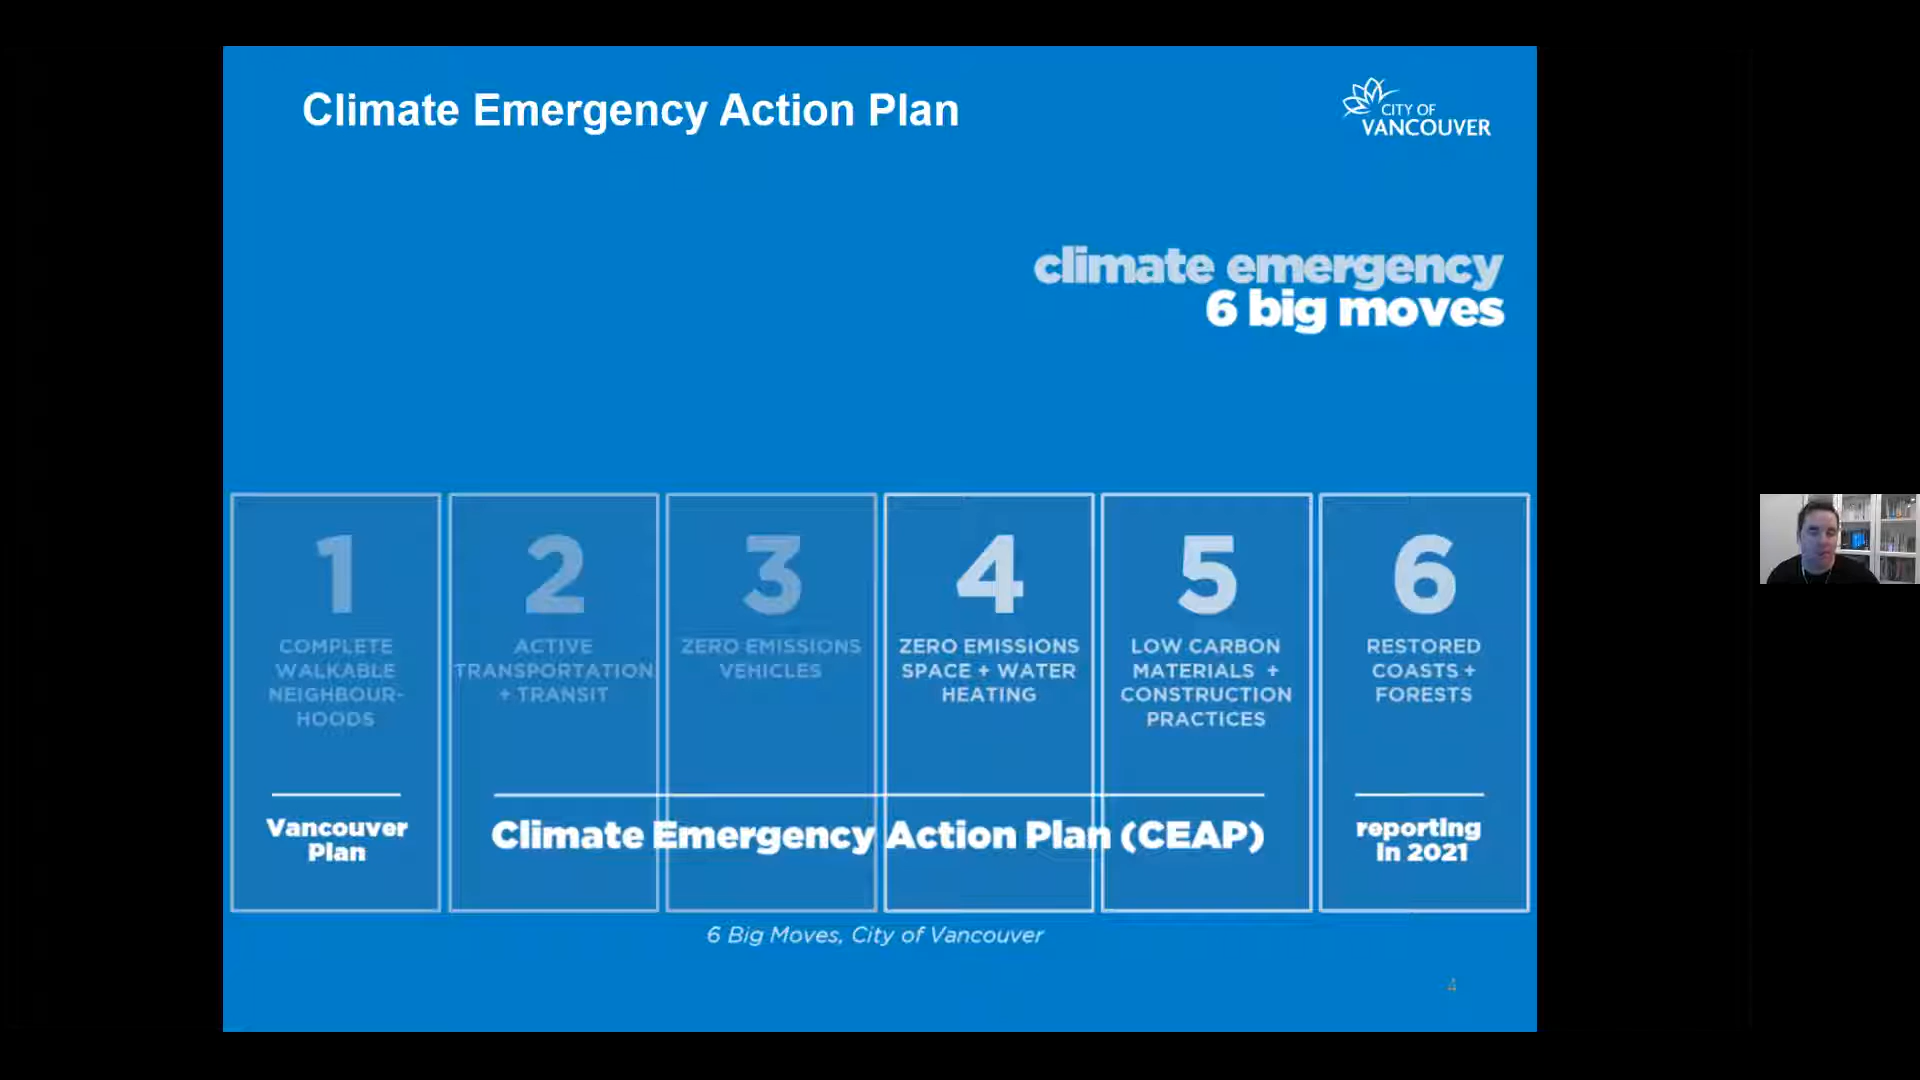 Climate Emergency Action Plan
CITY OF
VANCOUVER
climate emergency
6 big moves
1
COMPLETE
WALKABLE
NEIGHBOUR-
HOODS
Vancouver
Plan
2
ACTIVE
TRANSPORTATION
+ TRANSIT
3
ZERO EMISSIONS
VEHICLES
4
ZERO EMISSIONS
SPACE + WATER
HEATING
5
LOW CARBON
MATERIALS +
CONSTRUCTION
PRACTICES
Climate Emergency Action Plan (CEAP)
6
RESTORED
COASTS +
FORESTS
reporting
in 2021
6 Big Moves, City of Vancouver
4